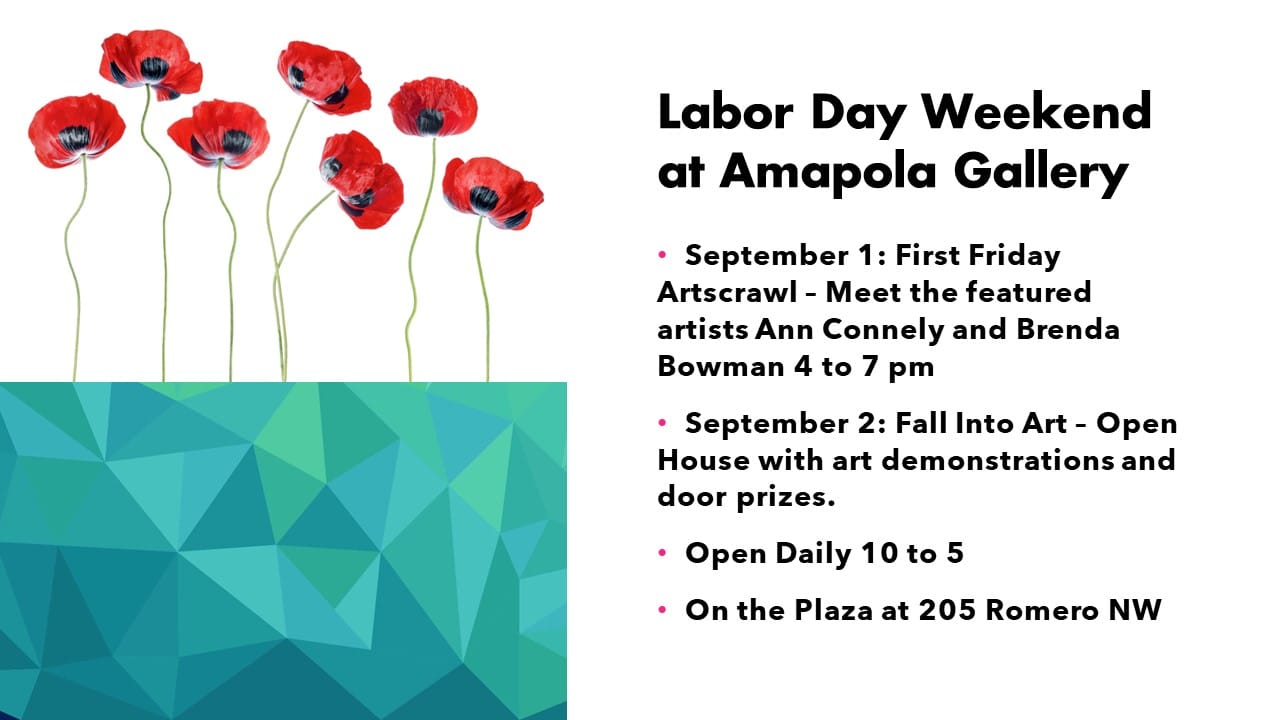 Labor Day Weekend
at Amapola Gallery
• September 1: First Friday
Artscrawl – Meet the featured
artists Ann Connely and Brenda
Bowman 4 to 7 pm
• September 2: Fall Into Art – Open
House with art demonstrations and
door prizes.
• Open Daily 10 to 5
• On the Plaza at 205 Romero NW